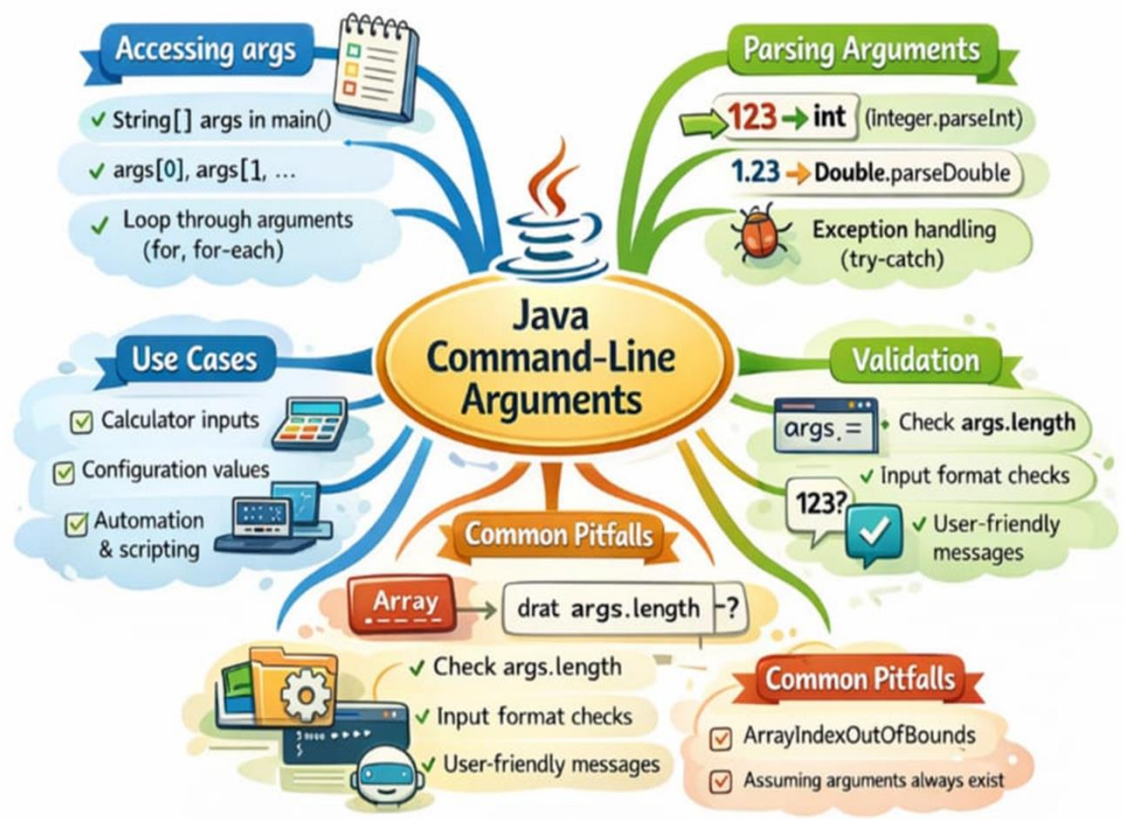 Accessing args
✓ String[] args in main()
✓ args[0], args[1, ...
✓ Loop through arguments
(for, for-each)
Parsing Arguments
123 → int (integer.parseInt)
1.23 → Double.parseDouble
Exception handling
(try-catch)
Java
Command-Line
Arguments
Use Cases
Calculator inputs
Configuration values
Automation
& scripting
Validation
args. =
Check args.length
✓ Input format checks
123?
✓ User-friendly
messages
Common Pitfalls
Array → drat args.length -?
✓ Check args.length
✓ Input format checks
✓ User-friendly messages
Common Pitfalls
ArrayIndexOutOfBounds
Assuming arguments always exist